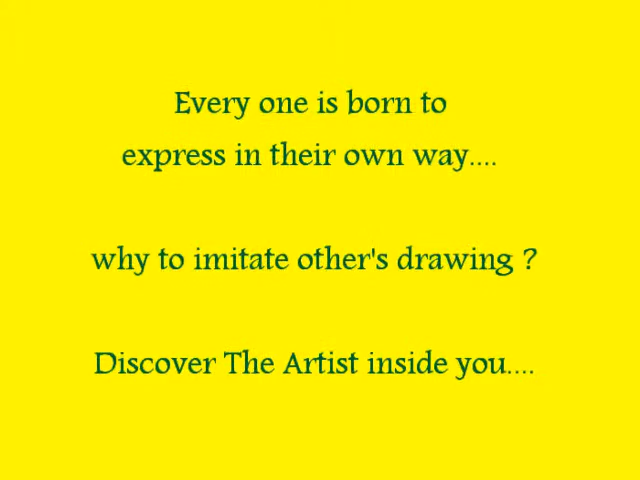 Every one is born to
express in their own way....
why to imitate other's drawing ?
Discover The Artist inside you....